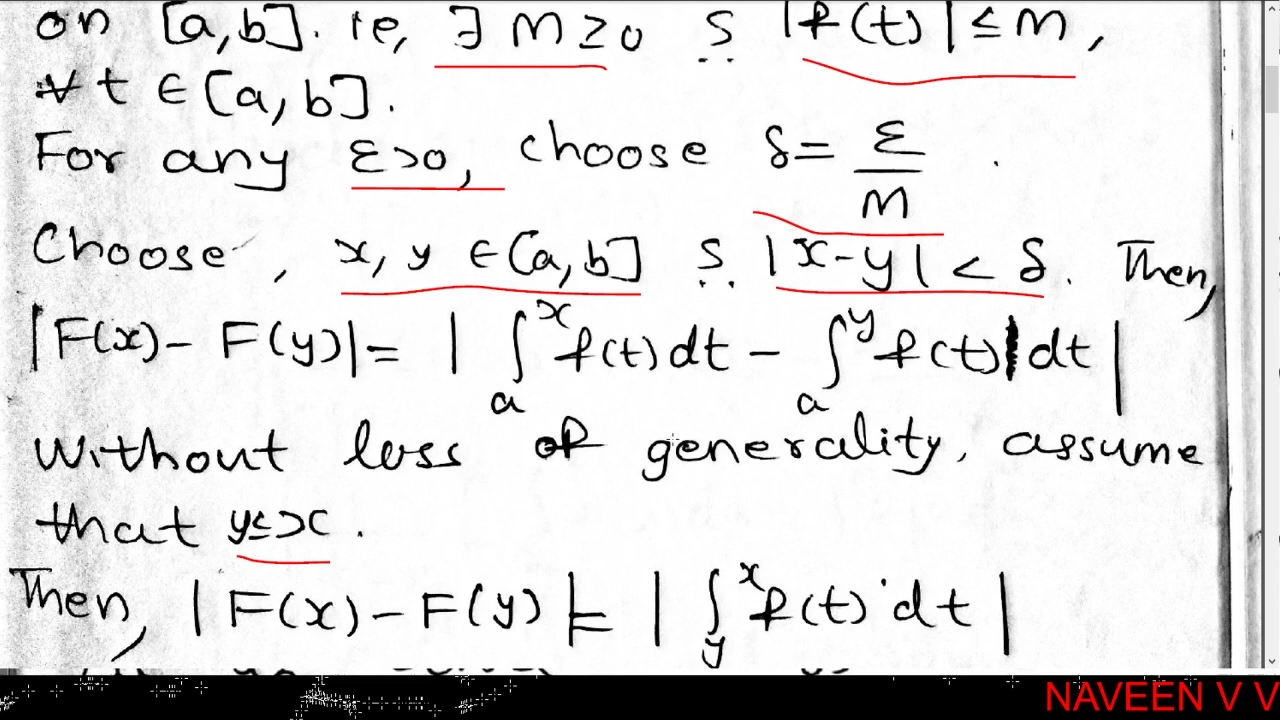 on [a,b]. ie, ∃ M≥0 s.. |f(t)|≤M,
∀ t ∈ [a, b].
For any ε>0, choose δ= ε/M.
Choose, x, y ∈ [a, b] s.. |x-y| < δ. Then,
|F(x) - F(y)| = | ∫_a^x f(t) dt - ∫_a^y f(t) dt |
Without loss of generality, assume
that y≤x.
Then, |F(x) - F(y)| = | ∫_y^x f(t) dt |
NAVEEN V V